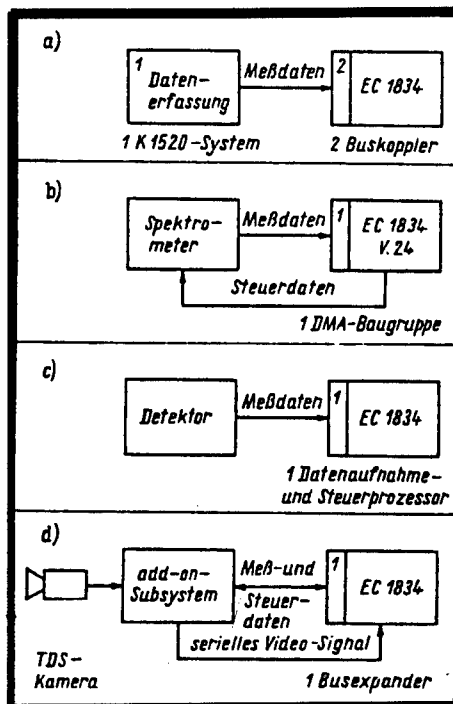 a)
1
Daten-
erfassung
Meßdaten
2
EC 1834
1 K 1520-System
2 Buskoppler
b)
Spektro-
meter
Meßdaten
1
EC 1834
V.24
Steuerdaten
1 DMA-Baugruppe
c)
Detektor
Meßdaten
1
EC 1834
1 Datenaufnahme-
und Steuerprozessor
d)
add-on-
Subsystem
Meß-und
Steuer-
daten
1
EC 1834
serielles Video-Signal
TDS-
Kamera
1 Busexpander